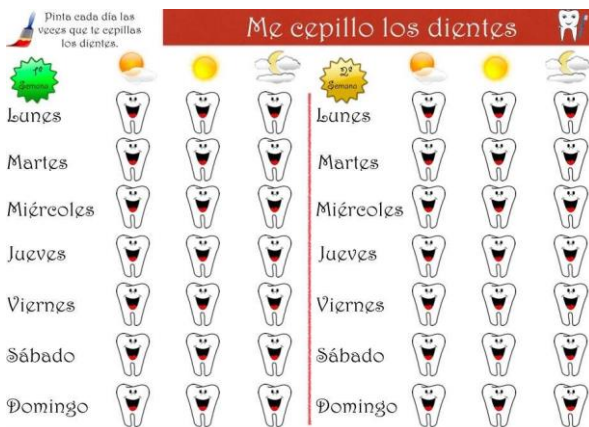 Pinta cada día las
veces que te cepillas
los dientes.
Me cepillo los dientes
1ª
Semana
Lunes
Martes
Miércoles
Jueves
Viernes
Sábado
Domingo
2ª
Semana
Lunes
Martes
Miércoles
Jueves
Viernes
Sábado
Domingo